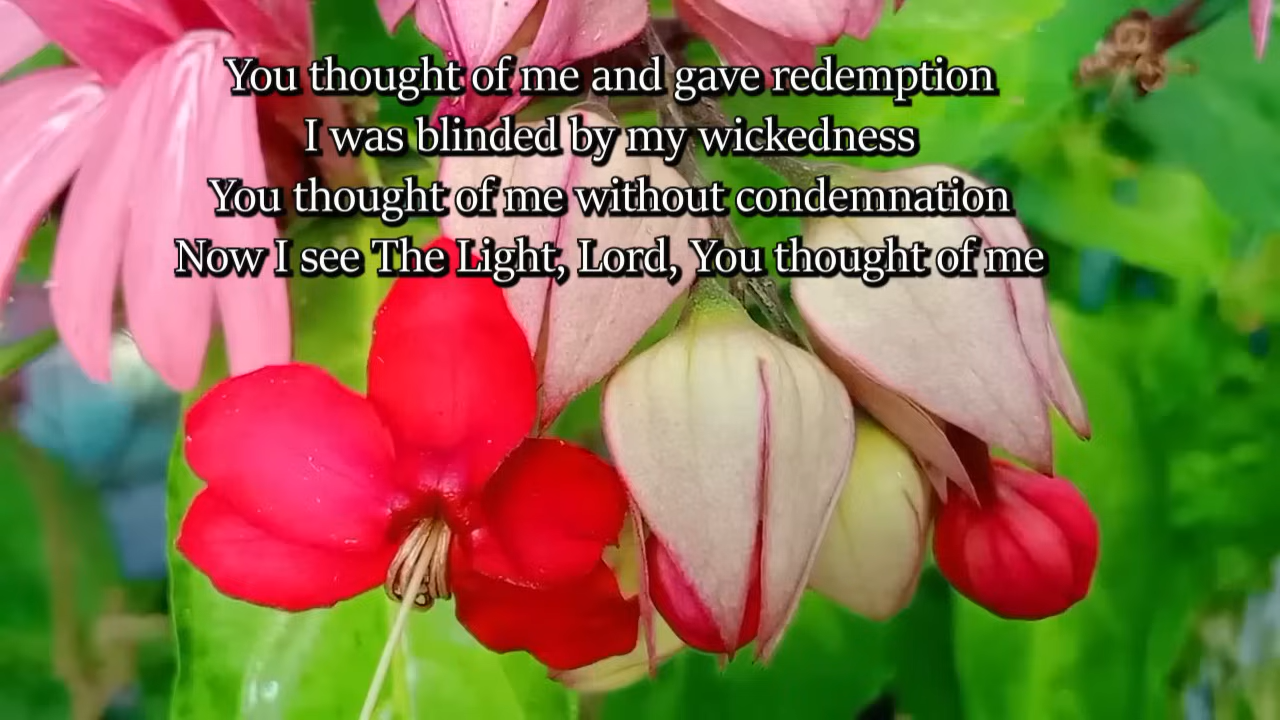 You thought of me and gave redemption
I was blinded by my wickedness
You thought of me without condemnation
Now I see The Light, Lord, You thought of me